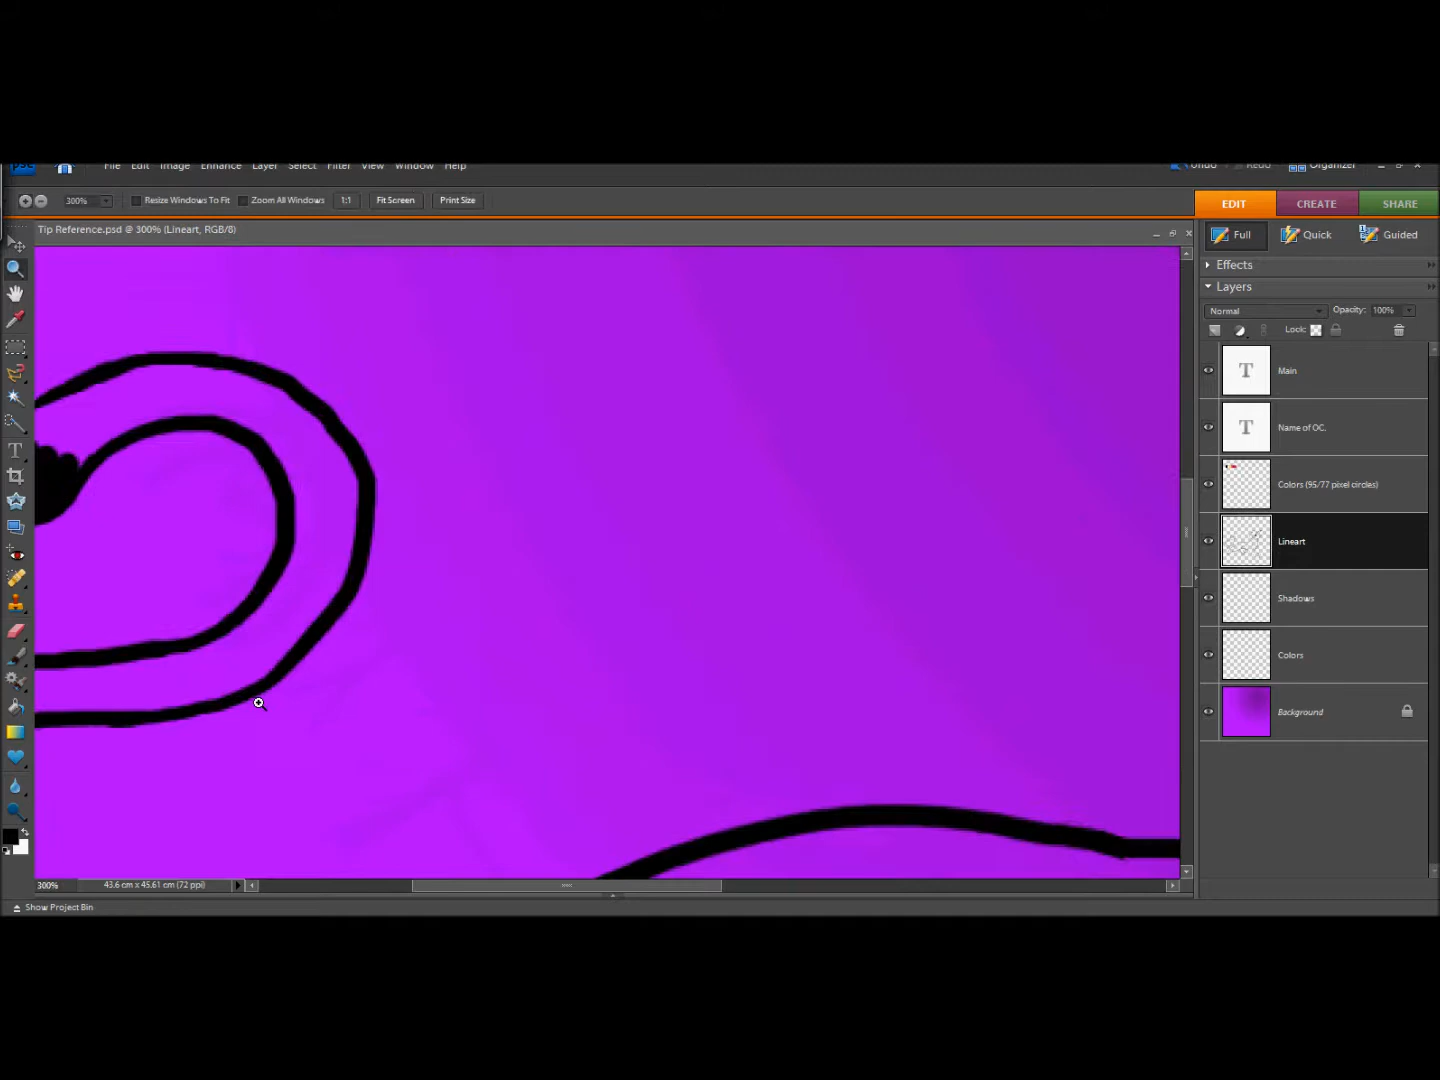 pse File Edit Image Enhance Layer Select Filter View Window Help Undo Redo Organizer
300% Resize Windows To Fit Zoom All Windows 1:1 Fit Screen Print Size EDIT CREATE SHARE
Tip Reference.psd @ 300% (Lineart, RGB/8)
Full Quick Guided
Effects
Layers
Normal Opacity: 100%
Lock:
T Main
T Name of OC.
Colors (95/77 pixel circles)
Lineart
Shadows
Colors
Background
300% 43.6 cm x 45.61 cm (72 ppi)
Show Project Bin